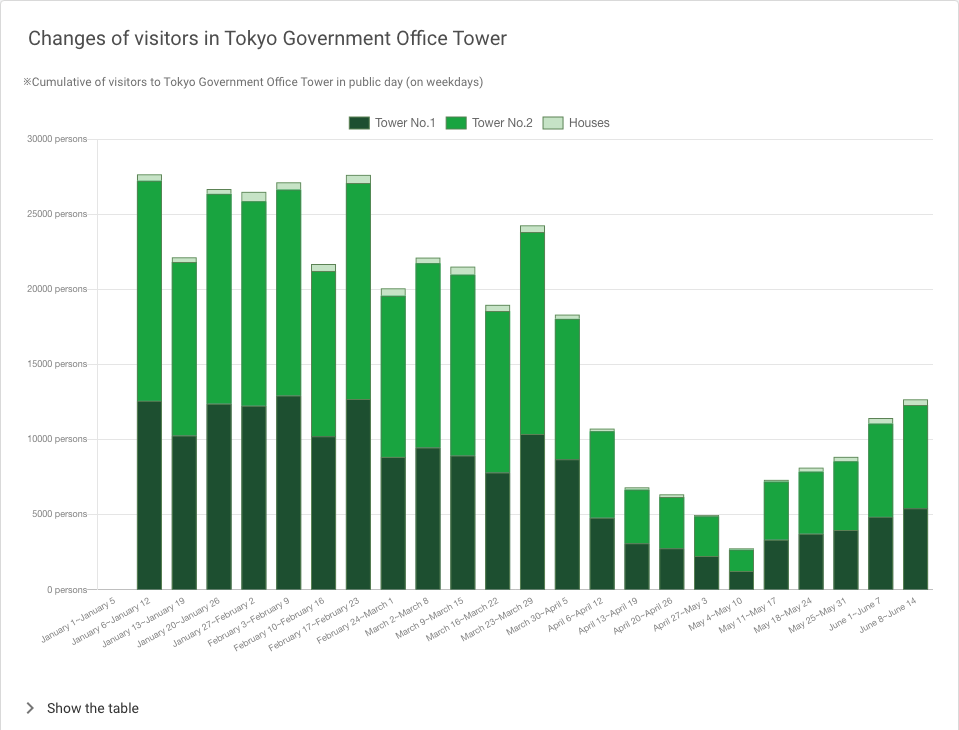 Changes of visitors in Tokyo Government Office Tower
※Cumulative of visitors to Tokyo Government Office Tower in public day (on weekdays)
Tower No.1 Tower No.2 Houses
30000 persons
25000 persons
20000 persons
15000 persons
10000 persons
5000 persons
0 persons
January 1~January 5
January 6~January 12
January 13~January 19
January 20~January 26
January 27~February 2
February 3~February 9
February 10~February 16
February 17~February 23
February 24~March 1
March 2~March 8
March 9~March 15
March 16~March 22
March 23~March 29
March 30~April 5
April 6~April 12
April 13~April 19
April 20~April 26
April 27~May 3
May 4~May 10
May 11~May 17
May 18~May 24
May 25~May 31
June 1~June 7
June 8~June 14
Show the table